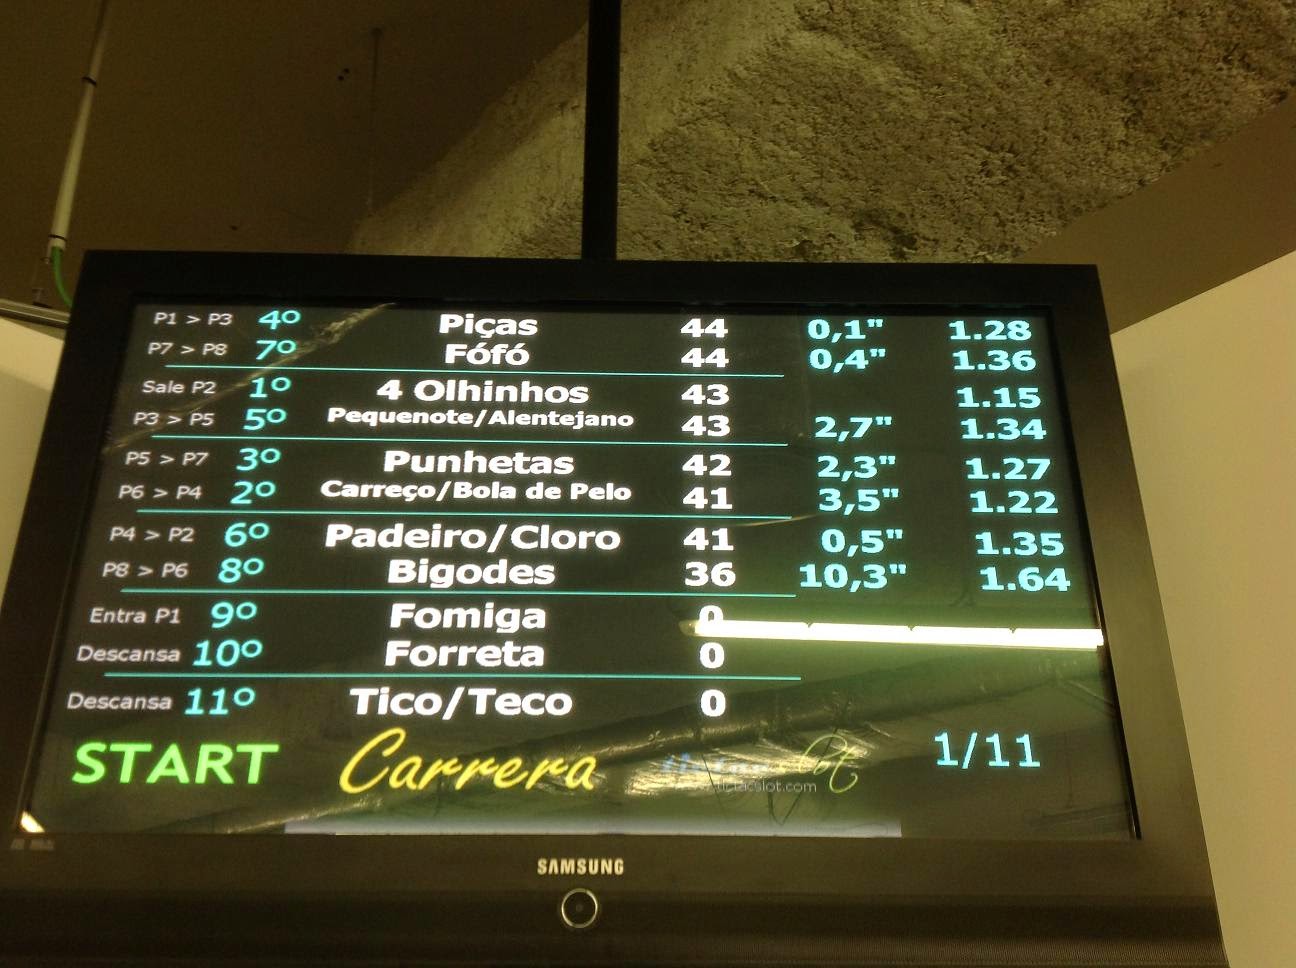 P1 > P3 4º Piças 44 0,1" 1.28
P7 > P8 7º Fófó 44 0,4" 1.36
Sale P2 1º 4 Olhinhos 43 1.15
P3 > P5 5º Pequenote/Alentejano 43 2,7" 1.34
P5 > P7 3º Punhetas 42 2,3" 1.27
P6 > P4 2º Carreço/Bola de Pelo 41 3,5" 1.22
P4 > P2 6º Padeiro/Cloro 41 0,5" 1.35
P8 > P6 8º Bigodes 36 10,3" 1.64
Entra P1 9º Fomiga 0
Descansa 10º Forreta 0
Descansa 11º Tico/Teco 0
START Carrera 1/11
tictacslot.com
SAMSUNG